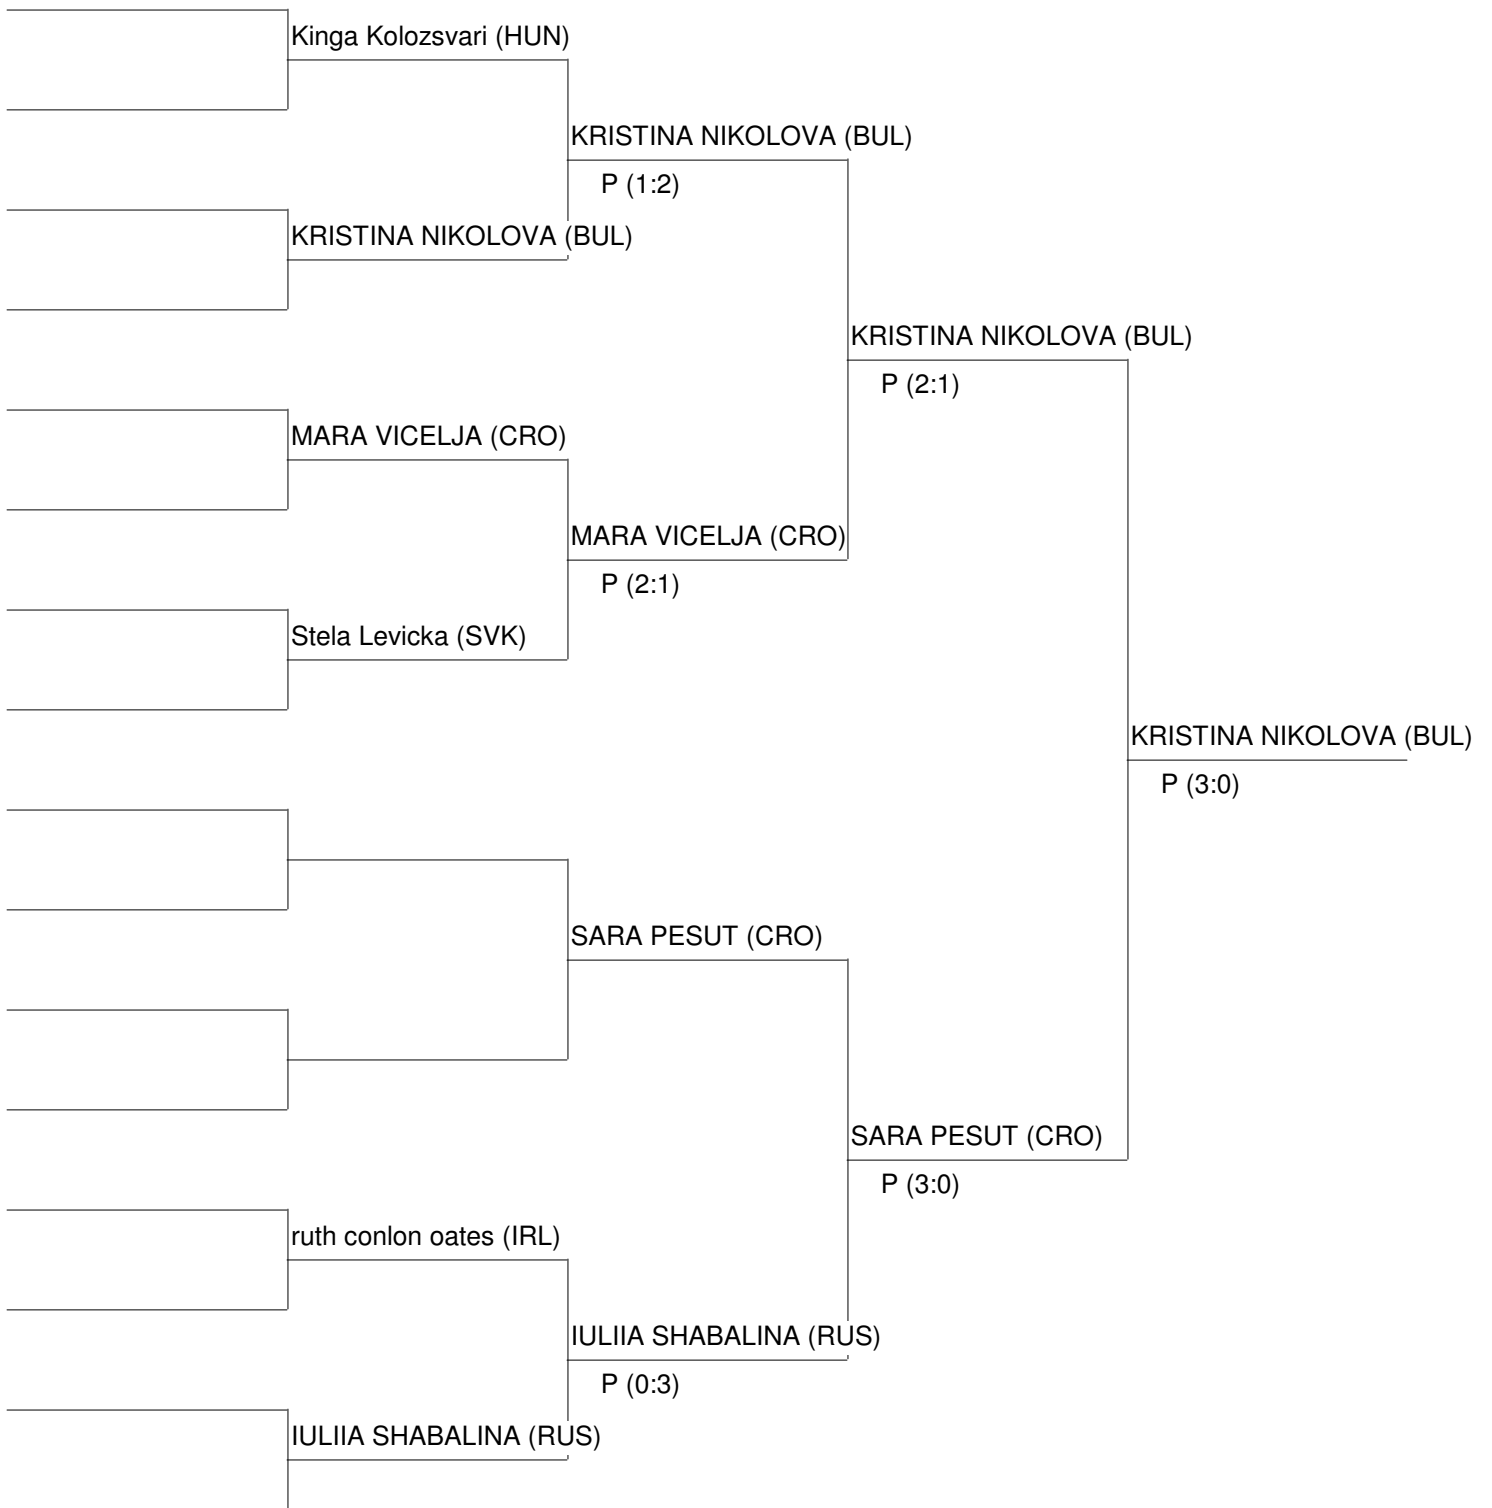 Kinga Kolozsvari (HUN)
KRISTINA NIKOLOVA (BUL)
P (1:2)
KRISTINA NIKOLOVA (BUL)
KRISTINA NIKOLOVA (BUL)
P (2:1)
MARA VICELJA (CRO)
MARA VICELJA (CRO)
P (2:1)
Stela Levicka (SVK)
KRISTINA NIKOLOVA (BUL)
P (3:0)
SARA PESUT (CRO)
SARA PESUT (CRO)
P (3:0)
ruth conlon oates (IRL)
IULIIA SHABALINA (RUS)
P (0:3)
IULIIA SHABALINA (RUS)